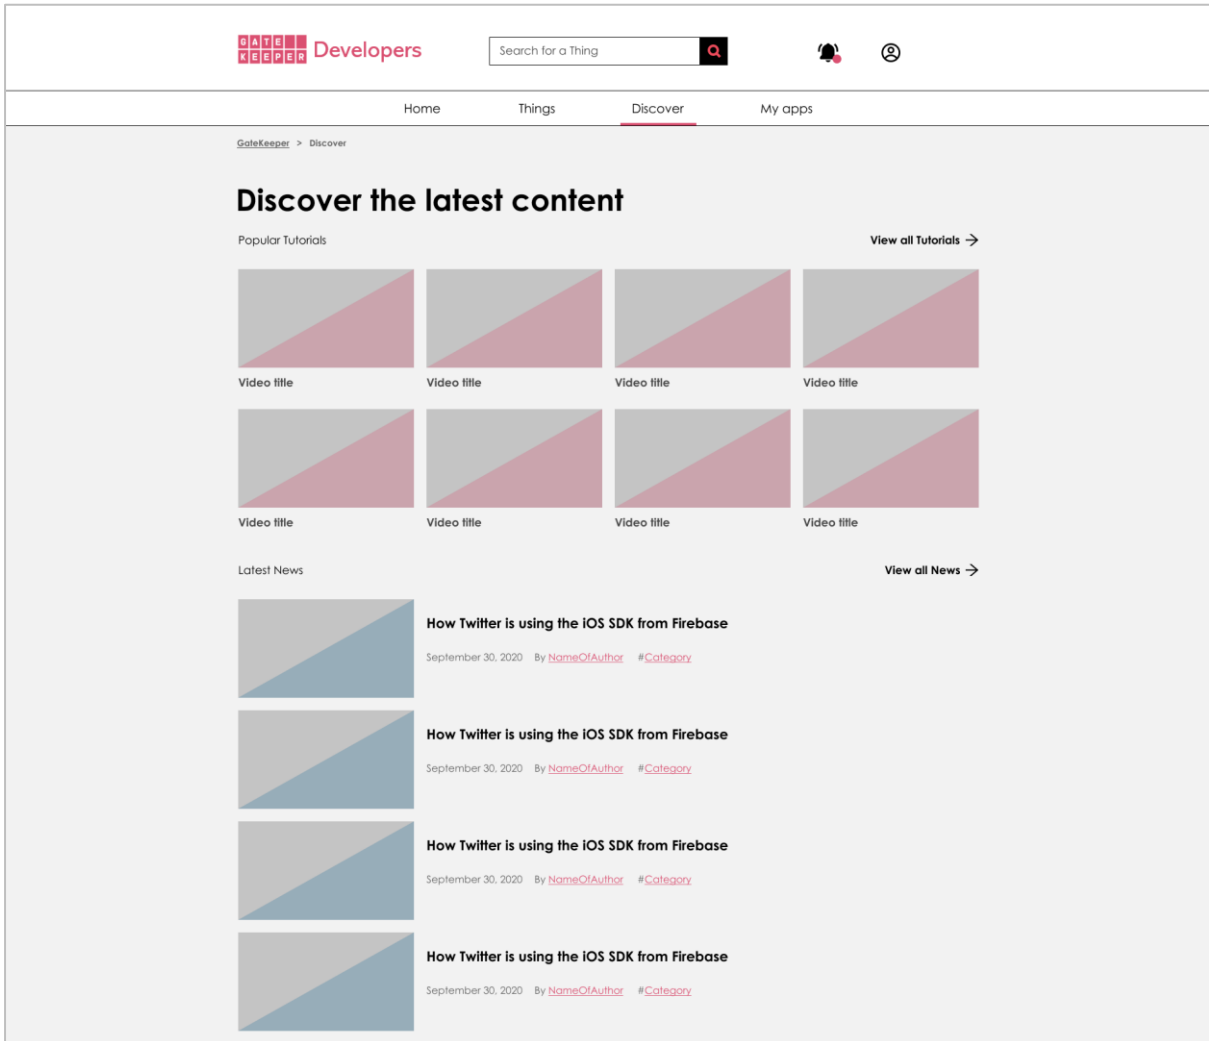 GATE
KEEPER Developers
Search for a Thing
Home Things Discover My apps
GateKeeper > Discover
Discover the latest content
Popular Tutorials View all Tutorials →
Video title Video title Video title Video title
Video title Video title Video title Video title
Latest News View all News →
How Twitter is using the iOS SDK from Firebase
September 30, 2020 By NameOfAuthor #Category
How Twitter is using the iOS SDK from Firebase
September 30, 2020 By NameOfAuthor #Category
How Twitter is using the iOS SDK from Firebase
September 30, 2020 By NameOfAuthor #Category
How Twitter is using the iOS SDK from Firebase
September 30, 2020 By NameOfAuthor #Category